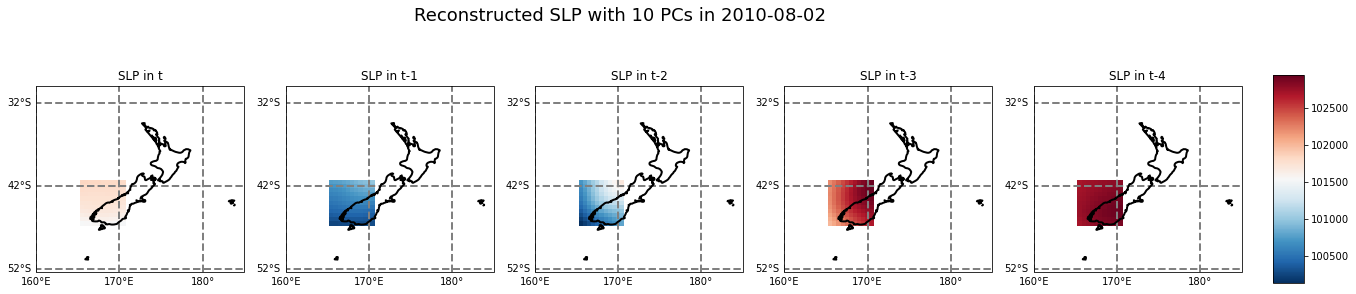 Reconstructed SLP with 10 PCs in 2010-08-02
SLP in t
SLP in t-1
SLP in t-2
SLP in t-3
SLP in t-4
32°S
42°S
52°S
160°E
170°E
180°
32°S
42°S
52°S
160°E
170°E
180°
32°S
42°S
52°S
160°E
170°E
180°
32°S
42°S
52°S
160°E
170°E
180°
32°S
42°S
52°S
160°E
170°E
180°
102500
102000
101500
101000
100500